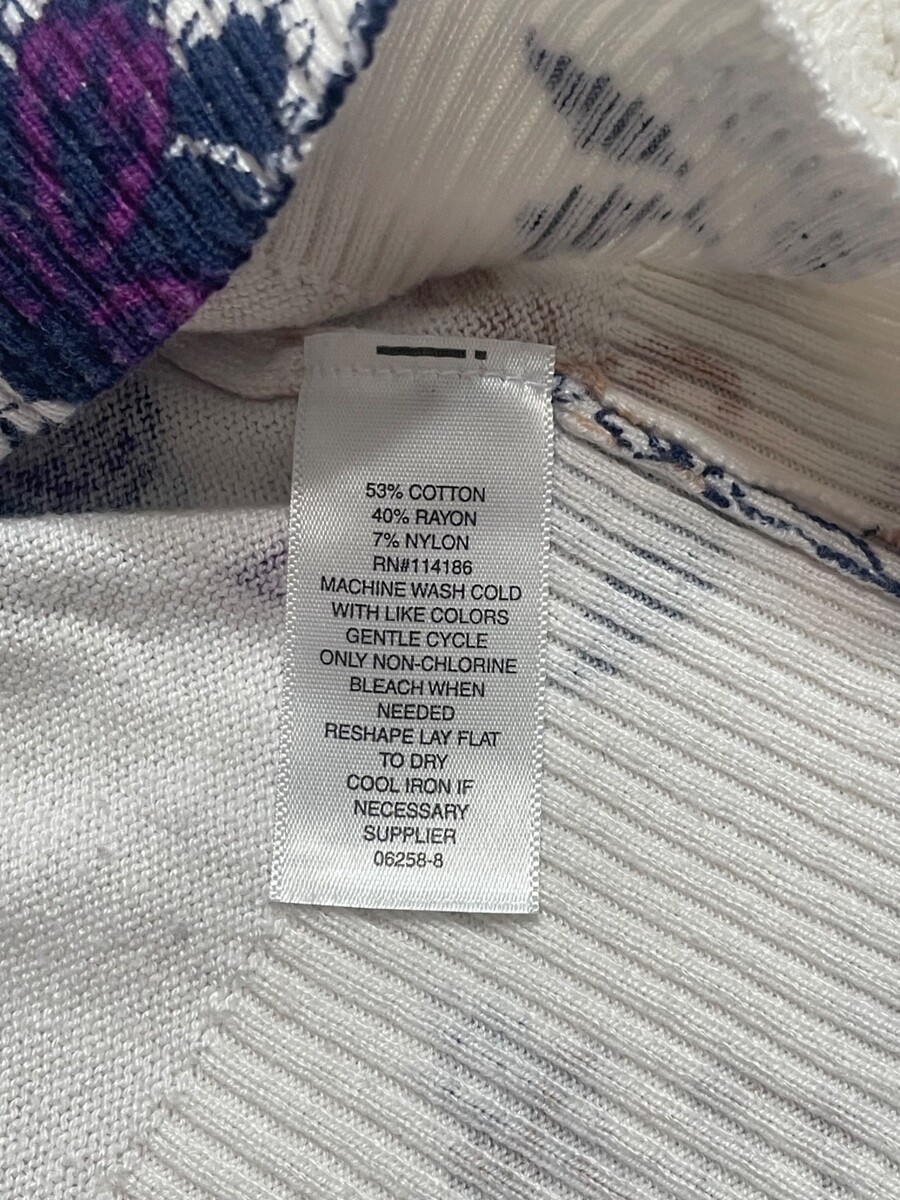 53% COTTON
40% RAYON
7% NYLON
RN#114186
MACHINE WASH COLD
WITH LIKE COLORS
GENTLE CYCLE
ONLY NON-CHLORINE
BLEACH WHEN
NEEDED
RESHAPE LAY FLAT
TO DRY
COOL IRON IF
NECESSARY
SUPPLIER
06258-8